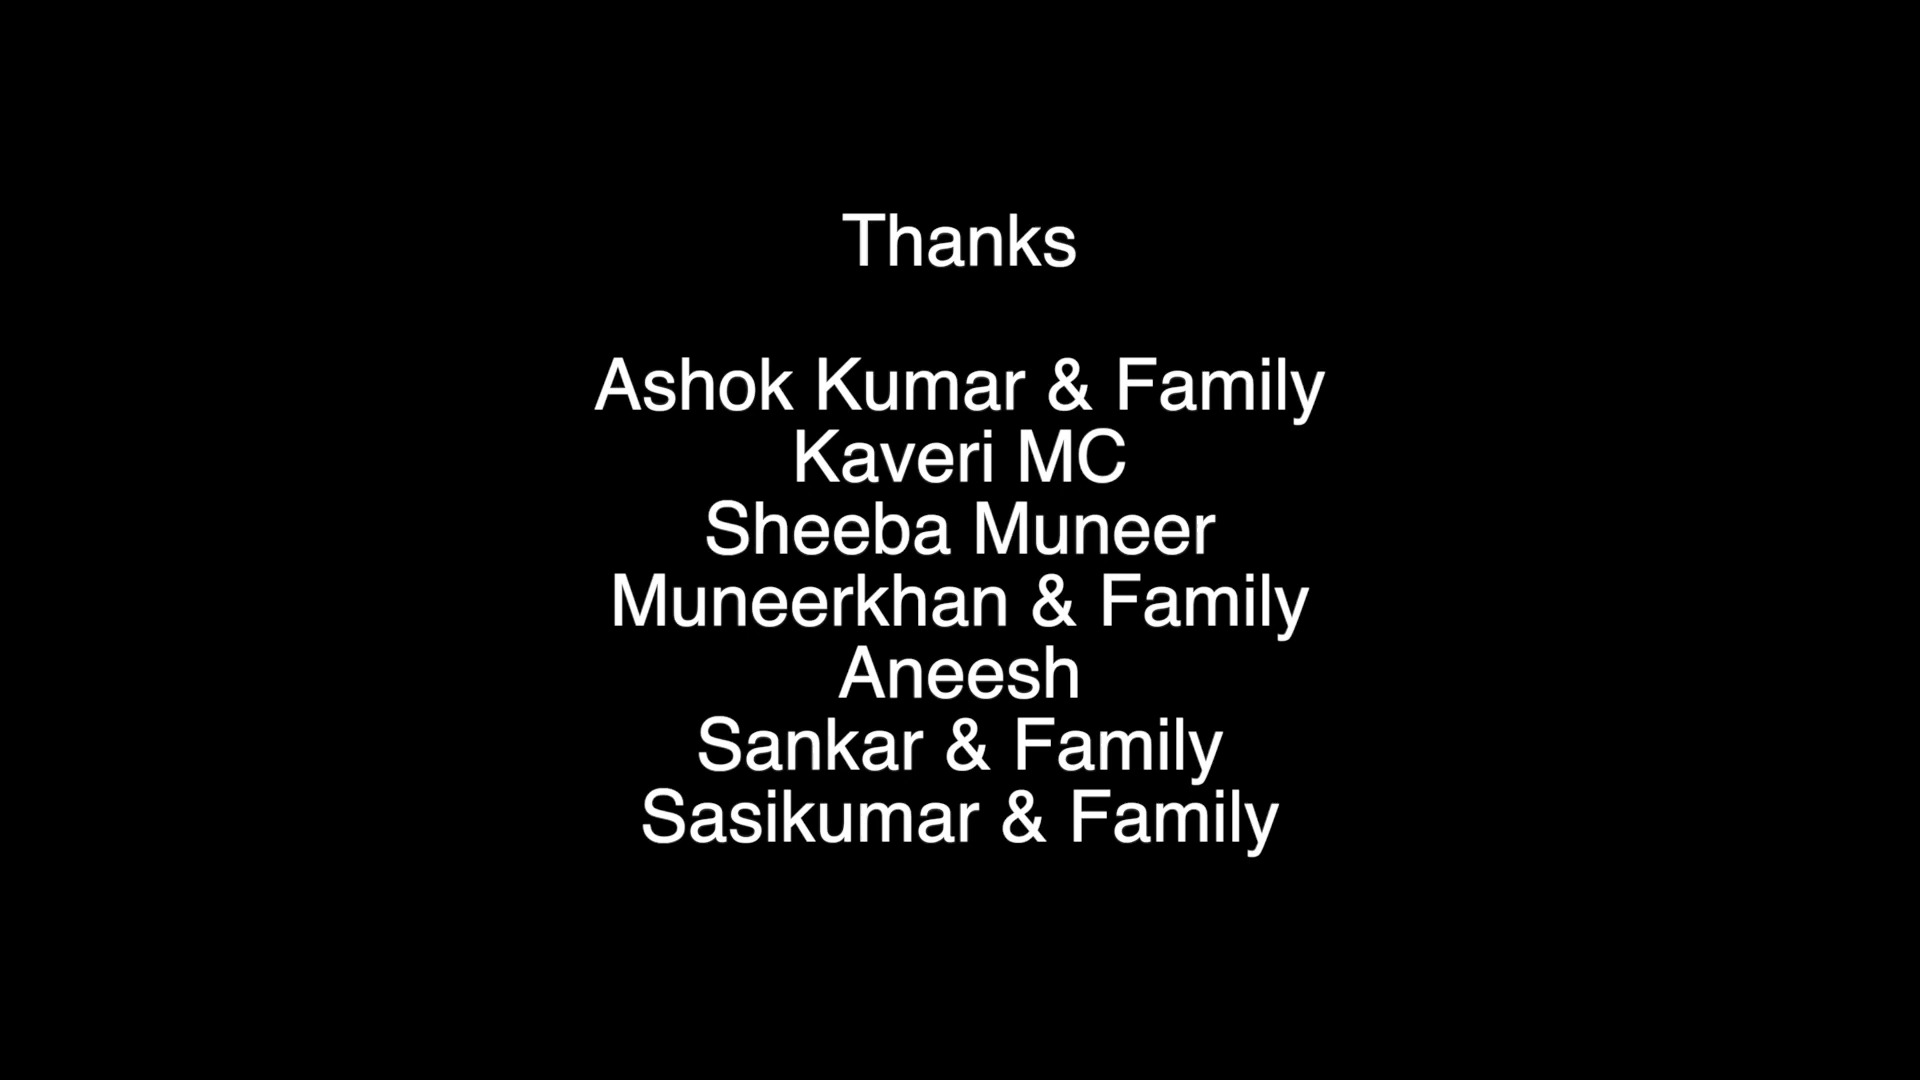 Thanks
Ashok Kumar & Family
Kaveri MC
Sheeba Muneer
Muneerkhan & Family
Aneesh
Sankar & Family
Sasikumar & Family